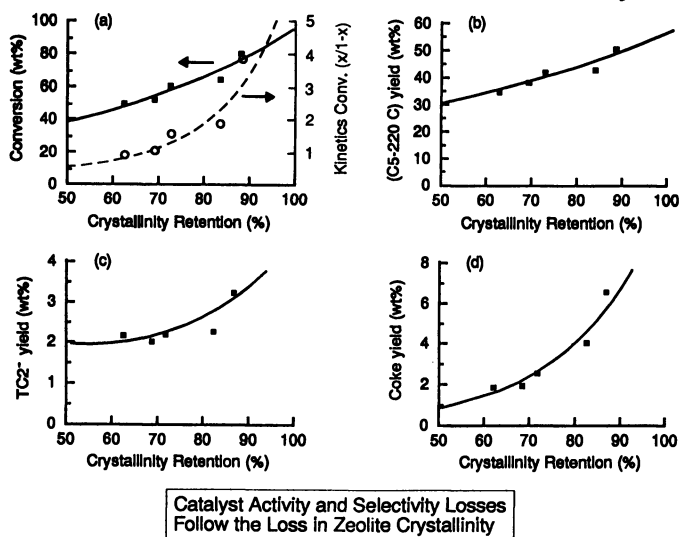 (a)
Conversion (wt%)
100
80
60
40
20
0
5
4
3
2
1
Kinetics Conv. (x/1-x)
50 60 70 80 90 100
Crystallinity Retention (%)
(b)
(C5-220 C) yield (wt%)
60
50
40
30
20
10
0
50 60 70 80 90 100
Crystallinity Retention (%)
(c)
TC2⁻ yield (wt%)
4
3
2
1
0
50 60 70 80 90 100
Crystallinity Retention (%)
(d)
Coke yield (wt%)
8
6
4
2
0
50 60 70 80 90 100
Crystallinity Retention (%)
Catalyst Activity and Selectivity Losses
Follow the Loss in Zeolite Crystallinity